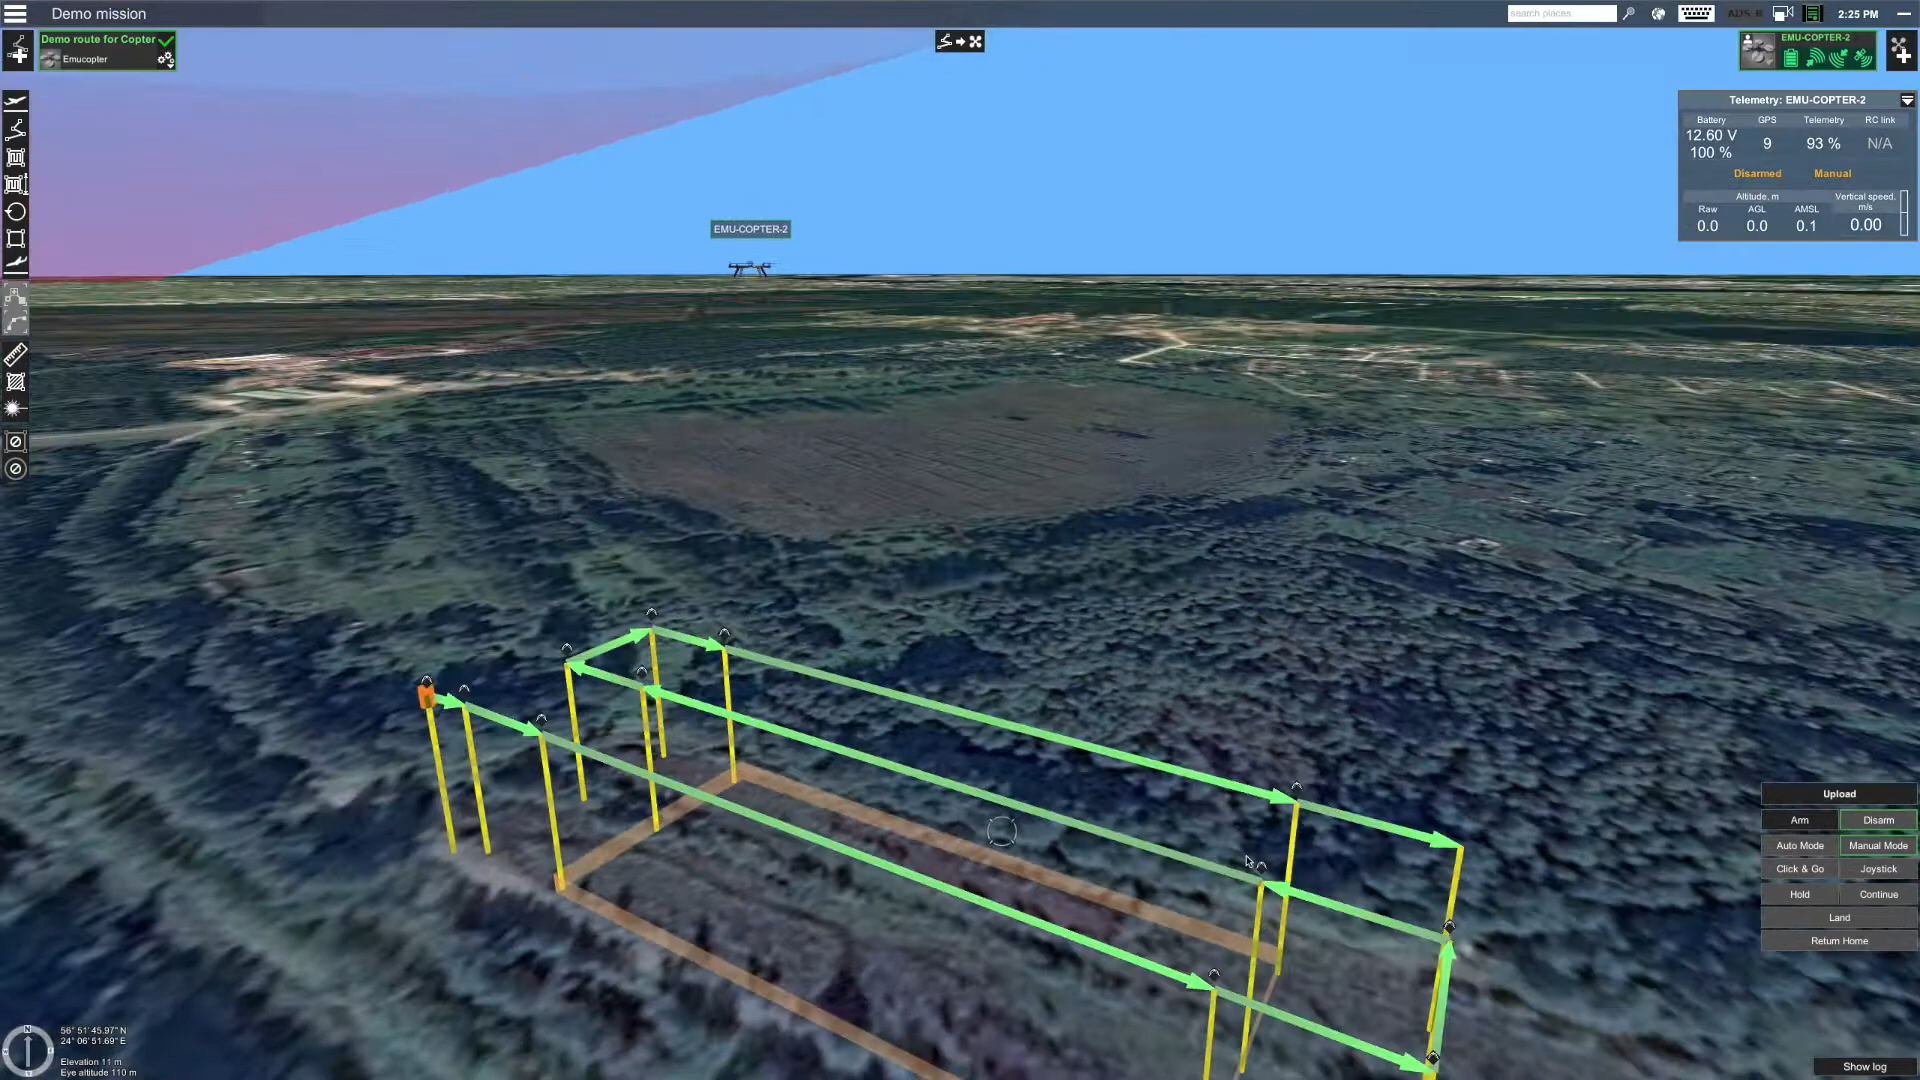 Demo mission
search places
ADS-B
2:25 PM
Demo route for Copter
Emucopter
EMU-COPTER-2
EMU-COPTER-2
Telemetry: EMU-COPTER-2
Battery GPS Telemetry RC link
12.60 V
100 % 9 93 % N/A
Disarmed Manual
Altitude, m Vertical speed, m/s
Raw AGL AMSL
0.0 0.0 0.1 0.00
Upload
Arm Disarm
Auto Mode Manual Mode
Click & Go Joystick
Hold Continue
Land
Return Home
N
56° 51' 45.97" N
24° 06' 51.69" E
Elevation 11 m
Eye altitude 110 m
Show log